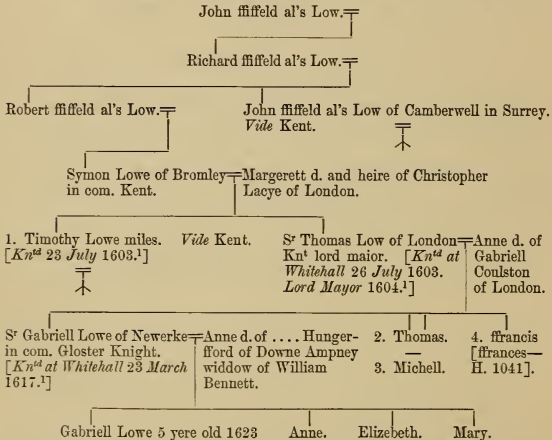 John ffiffeld al's Low.
Richard ffiffeld al's Low.
Robert ffiffeld al's Low.
John ffiffeld al's Low of Camberwell in Surrey.
Vide Kent.
Symon Lowe of Bromley
in com. Kent.
Margerett d. and heire of Christopher
Lacye of London.
1. Timothy Lowe miles. Vide Kent.
[Kntd 23 July 1603.1]
Sr Thomas Low of London
Knt lord maior. [Kntd at
Whitehall 26 July 1603.
Lord Mayor 1604.1]
Anne d. of
Gabriell
Coulston
of London.
Sr Gabriell Lowe of Newerke
in com. Gloster Knight.
[Kntd at Whitehall 23 March
1617.1]
Anne d. of .... Hunger-
fford of Downe Ampney
widdow of William
Bennett.
2. Thomas.
—
3. Michell.
4. ffrancis
[ffrances—
H. 1041].
Gabriell Lowe 5 yere old 1623
Anne.
Elizebeth.
Mary.